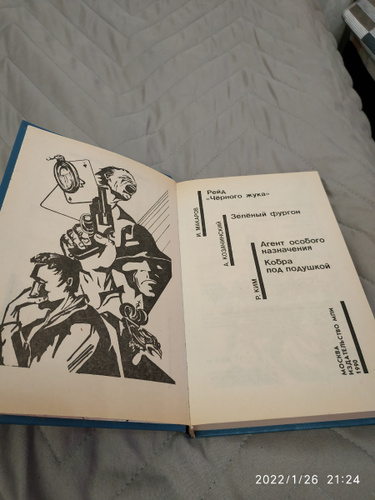 И. МАКАРОВ
Рейд
"Чёрного жука"
А. КОЗАЧИНСКИЙ
Зелёный фургон
Р. КИМ
Агент особого
назначения
Кобра
под подушкой
МОСКВА
ИЗДАТЕЛЬСТВО МПИ
1990
2022/1/26 21:24